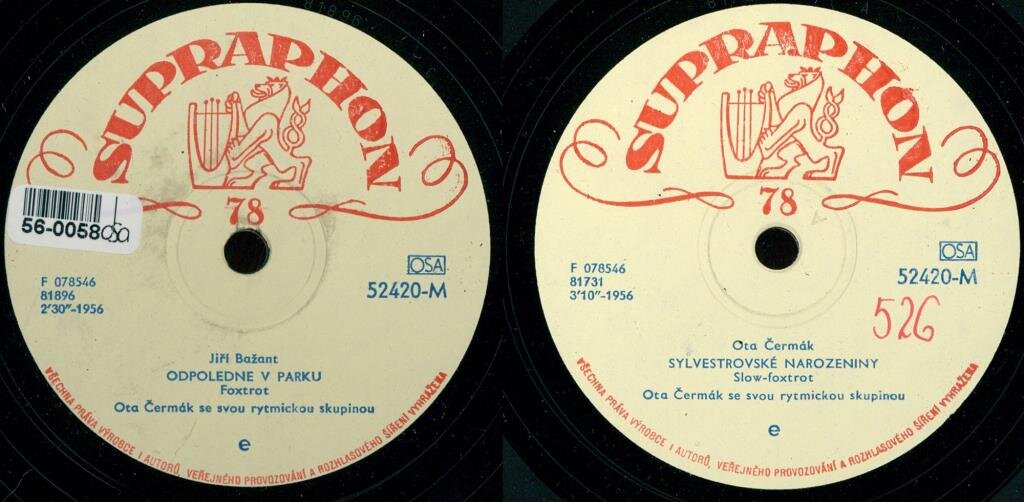 81896
SUPRAPHON
78
56-0058
OSA
52420-M
F 078546
81896
2'30"-1956
Jiří Bažant
ODPOLEDNE V PARKU
Foxtrot
Ota Čermák se svou rytmickou skupinou
e
VŠECHNA PRÁVA VÝROBCE I AUTORŮ, VEŘEJNÉHO PROVOZOVÁNÍ A ROZHLASOVÉHO ŠÍŘENÍ VYHRAŽENA
SUPRAPHON
78
OSA
52420-M
F 078546
81731
3'10"-1956
526
Ota Čermák
SYLVESTROVSKÉ NAROZENINY
Slow-foxtrot
Ota Čermák se svou rytmickou skupinou
e
VŠECHNA PRÁVA VÝROBCE I AUTORŮ, VEŘEJNÉHO PROVOZOVÁNÍ A ROZHLASOVÉHO ŠÍŘENÍ VYHRAŽENA